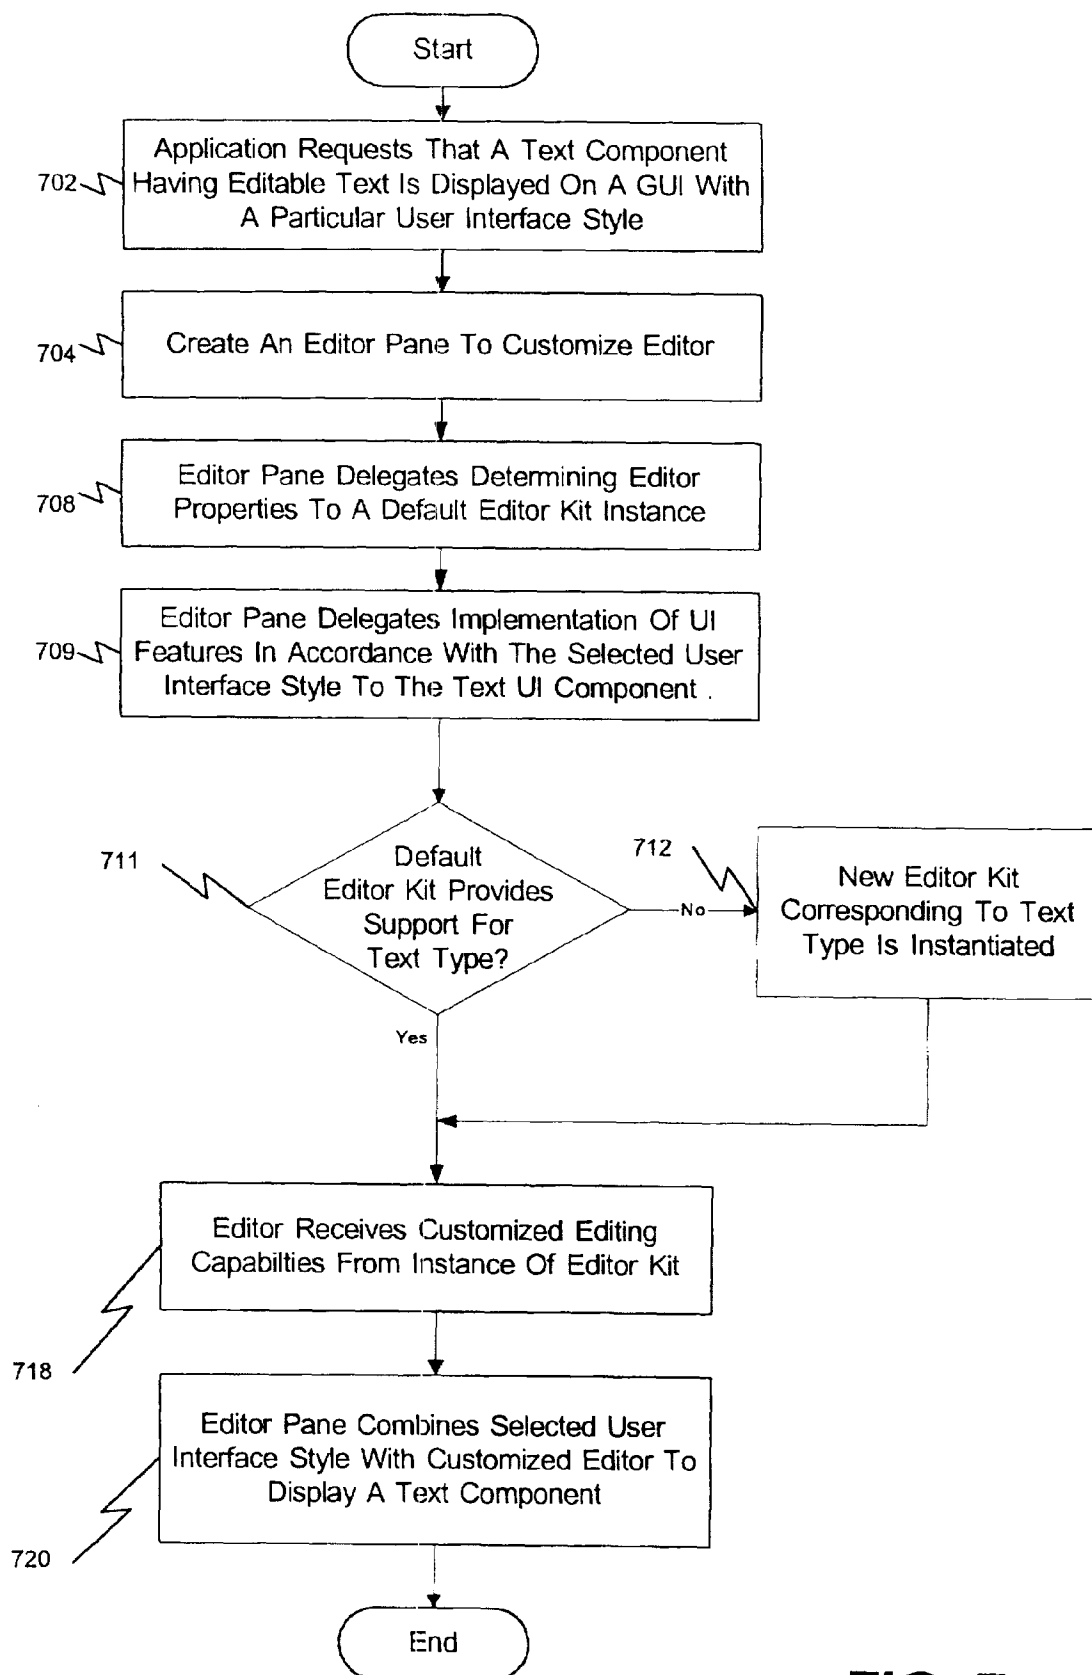 Start
Application Requests That A Text Component
702
Having Editable Text Is Displayed On A GUI With
A Particular User Interface Style
704
Create An Editor Pane To Customize Editor
Editor Pane Delegates Determining Editor
708
Properties To A Default Editor Kit Instance
Editor Pane Delegates Implementation Of UI
709
Features In Accordance With The Selected User
Interface Style To The Text UI Component .
711
Default
Editor Kit Provides
Support For
Text Type?
No
712
New Editor Kit
Corresponding To Text
Type Is Instantiated
Yes
Editor Receives Customized Editing
Capabilties From Instance Of Editor Kit
718
Editor Pane Combines Selected User
Interface Style With Customized Editor To
Display A Text Component
720
End